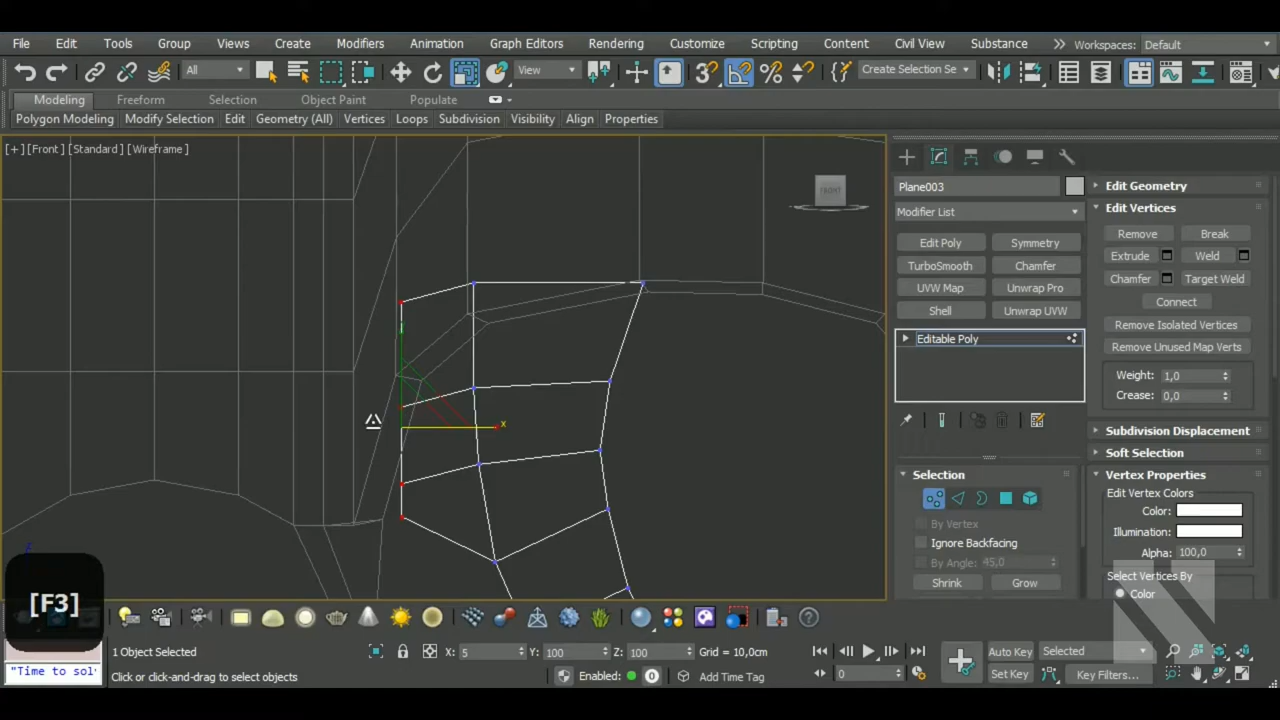 File Edit Tools Group Views Create Modifiers Animation Graph Editors Rendering Customize Scripting Content Civil View Substance Workspaces: Default
All View Create Selection Se
Modeling Freeform Selection Object Paint Populate
Polygon Modeling Modify Selection Edit Geometry (All) Vertices Loops Subdivision Visibility Align Properties
[+] [Front] [Standard] [Wireframe]
FRONT
x
Plane003
Modifier List
Edit Poly Symmetry
TurboSmooth Chamfer
UVW Map Unwrap Pro
Shell Unwrap UVW
Editable Poly
Selection
By Vertex
Ignore Backfacing
By Angle: 45,0
Shrink Grow
Edit Geometry
Edit Vertices
Remove Break
Extrude Weld
Chamfer Target Weld
Connect
Remove Isolated Vertices
Remove Unused Map Verts
Weight: 1,0
Crease: 0,0
Subdivision Displacement
Soft Selection
Vertex Properties
Edit Vertex Colors
Color:
Illumination:
Alpha: 100,0
Select Vertices By
Color
[F3]
"Time to sol
1 Object Selected X: 5 Y: 100 Z: 100 Grid = 10,0cm
Click or click-and-drag to select objects Enabled: 0 Add Time Tag
0
Auto Key Selected
Set Key Key Filters...